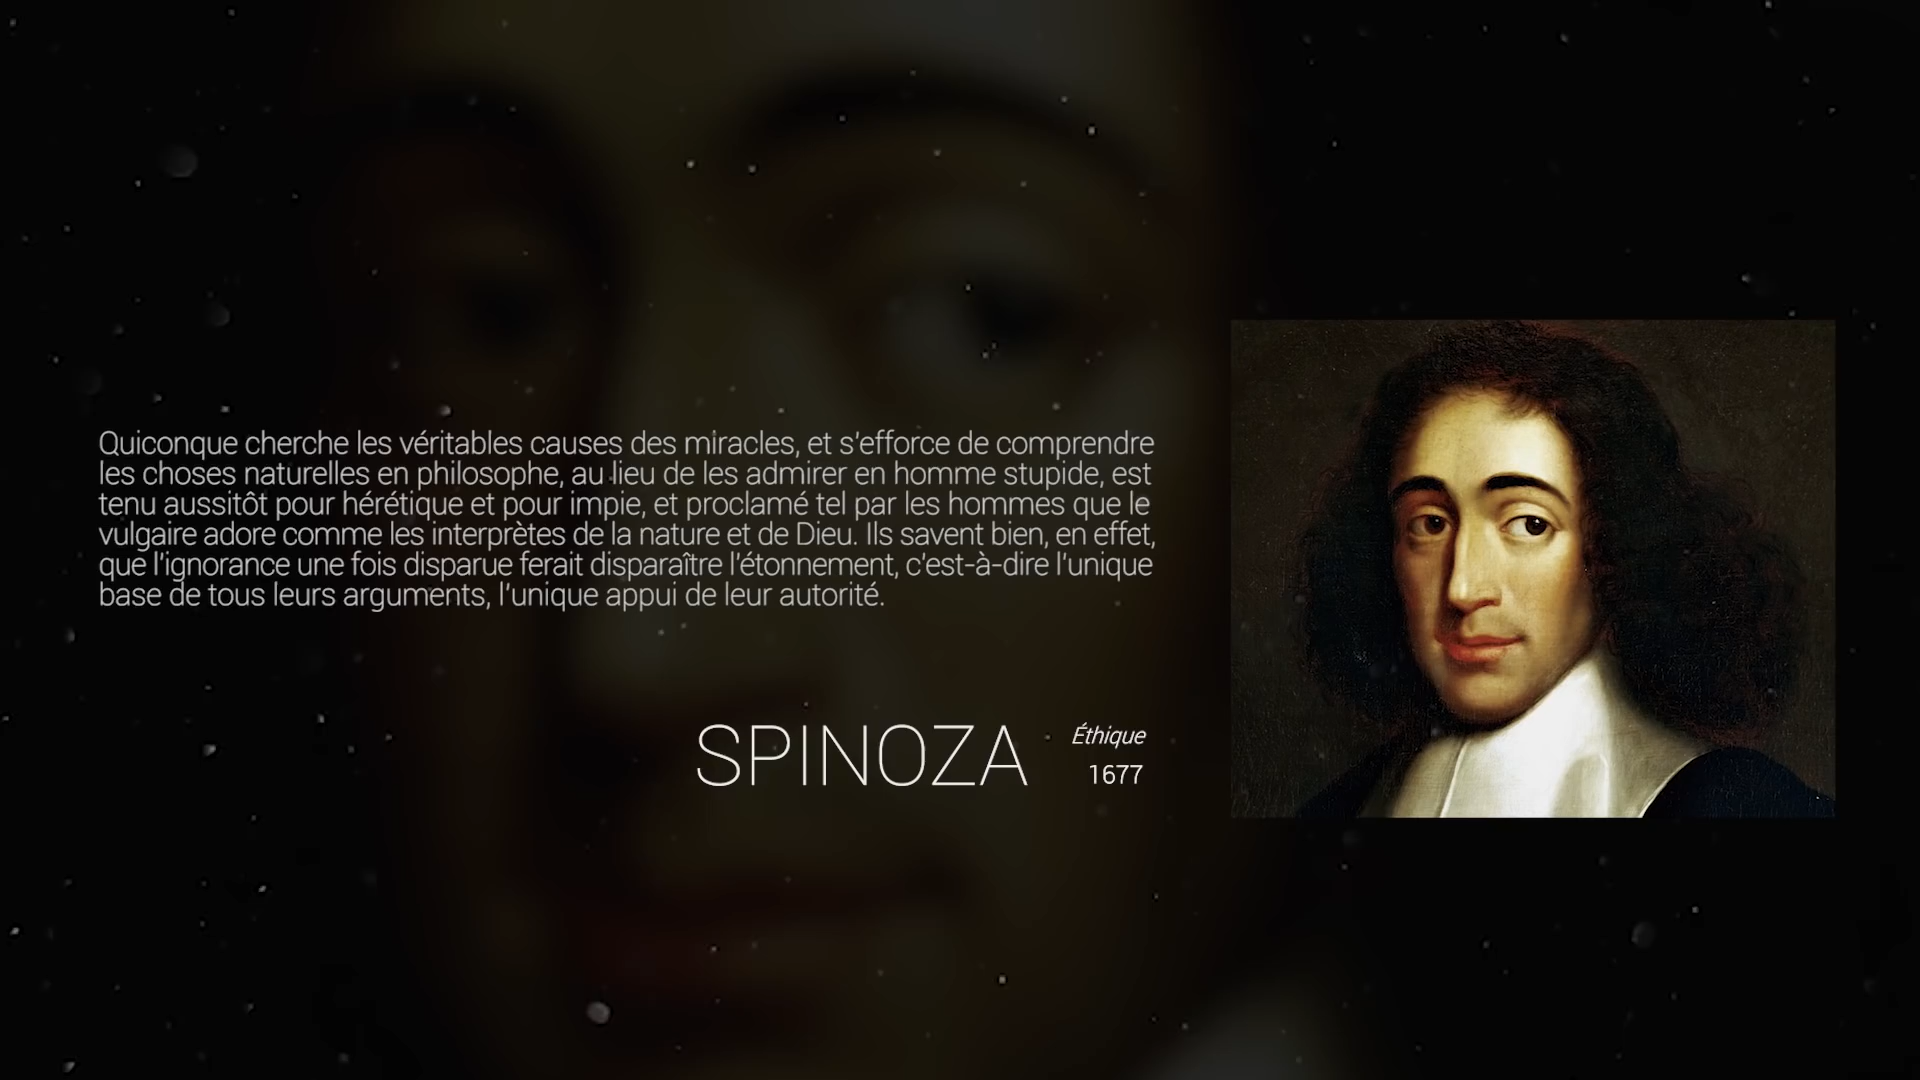 Quiconque cherche les véritables causes des miracles, et s'efforce de comprendre
les choses naturelles en philosophe, au lieu de les admirer en homme stupide, est
tenu aussitôt pour hérétique et pour impie, et proclamé tel par les hommes que le
vulgaire adore comme les interprètes de la nature et de Dieu. Ils savent bien, en effet,
que l'ignorance une fois disparue ferait disparaître l'étonnement, c'est-à-dire l'unique
base de tous leurs arguments, l'unique appui de leur autorité.
SPINOZA
Éthique
1677